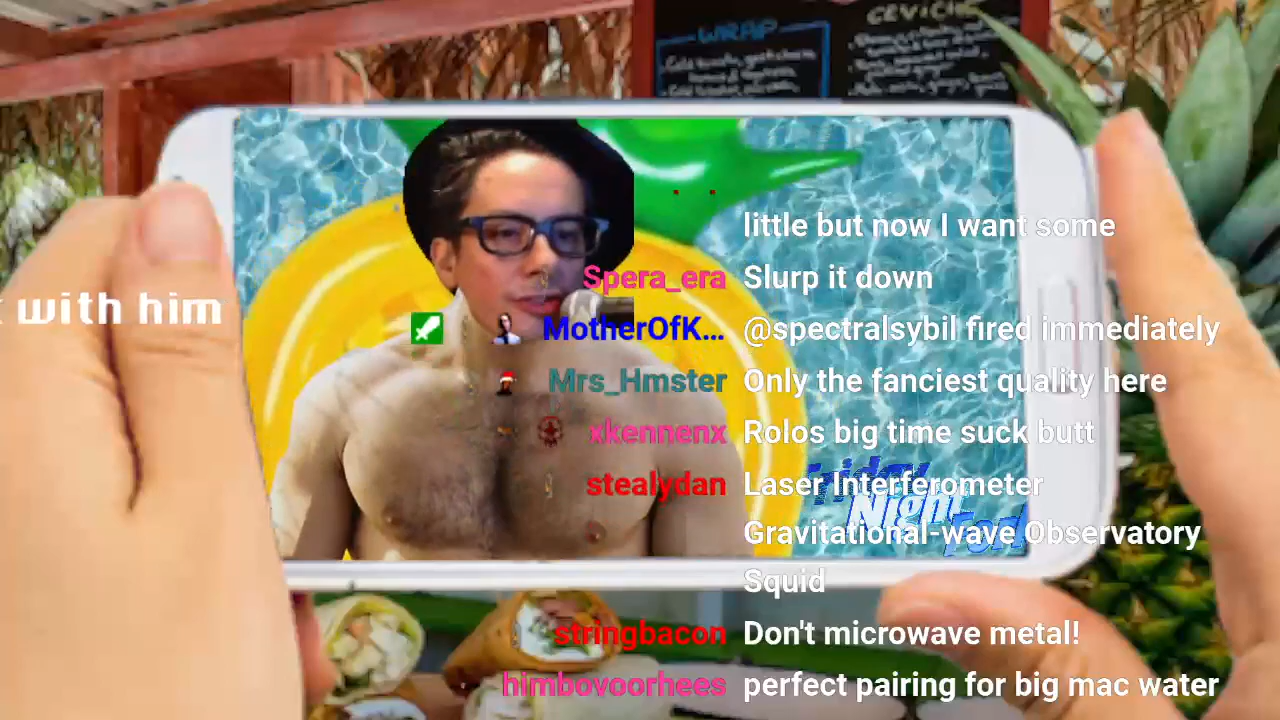 WRAP
CEVICHE
little but now I want some
Spera_era Slurp it down
with him
MotherOfK... @spectralsybil fired immediately
Mrs_Hmster Only the fanciest quality here
xkennenx Rolos big time suck butt
stealydan Laser Interferometer
Gravitational-wave Observatory
Squid
Friday
Night
stringbacon Don't microwave metal!
himbovoorhees perfect pairing for big mac water